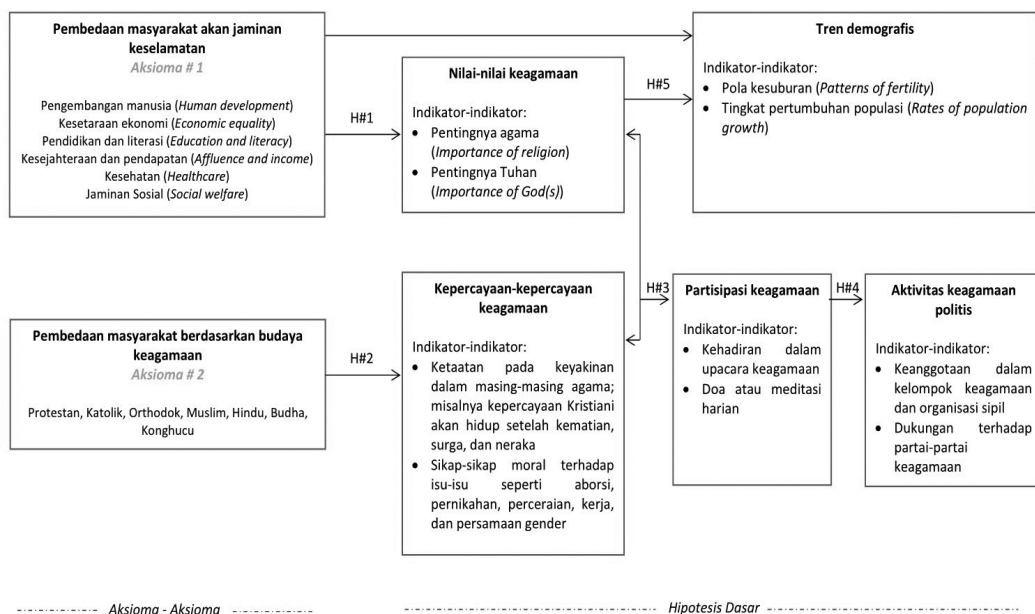 Pembedaan masyarakat akan jaminan
keselamatan
Aksioma # 1
Pengembangan manusia (Human development)
Kesetaraan ekonomi (Economic equality)
Pendidikan dan literasi (Education and literacy)
Kesejahteraan dan pendapatan (Affluence and income)
Kesehatan (Healthcare)
Jaminan Sosial (Social welfare)
H#1
Nilai-nilai keagamaan
Indikator-indikator:
• Pentingnya agama
(Importance of religion)
• Pentingnya Tuhan
(Importance of God(s))
H#5
Tren demografis
Indikator-indikator:
• Pola kesuburan (Patterns of fertility)
• Tingkat pertumbuhan populasi (Rates of population
growth)
Pembedaan masyarakat berdasarkan budaya
keagamaan
Aksioma # 2
Protestan, Katolik, Orthodok, Muslim, Hindu, Budha,
Konghucu
H#2
Kepercayaan-kepercayaan
keagamaan
Indikator-indikator:
• Ketaatan pada keyakinan
dalam masing-masing agama;
misalnya kepercayaan Kristiani
akan hidup setelah kematian,
surga, dan neraka
• Sikap-sikap moral terhadap
isu-isu seperti aborsi,
pernikahan, perceraian, kerja,
dan persamaan gender
H#3
Partisipasi keagamaan
Indikator-indikator:
• Kehadiran dalam
upacara keagamaan
• Doa atau meditasi
harian
H#4
Aktivitas keagamaan
politis
Indikator-indikator:
• Keanggotaan dalam
kelompok keagamaan
dan organisasi sipil
• Dukungan terhadap
partai-partai
keagamaan
Aksioma - Aksioma
Hipotesis Dasar